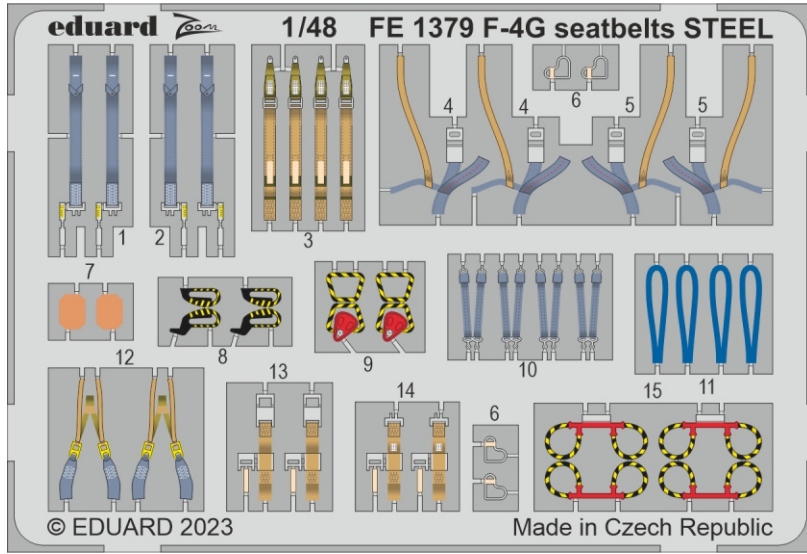 eduard Zoom 1/48 FE 1379 F-4G seatbelts STEEL
6
4 4 5 5
1 2 3
7
8 9 10 15 11
12 13 14 6
© EDUARD 2023 Made in Czech Republic